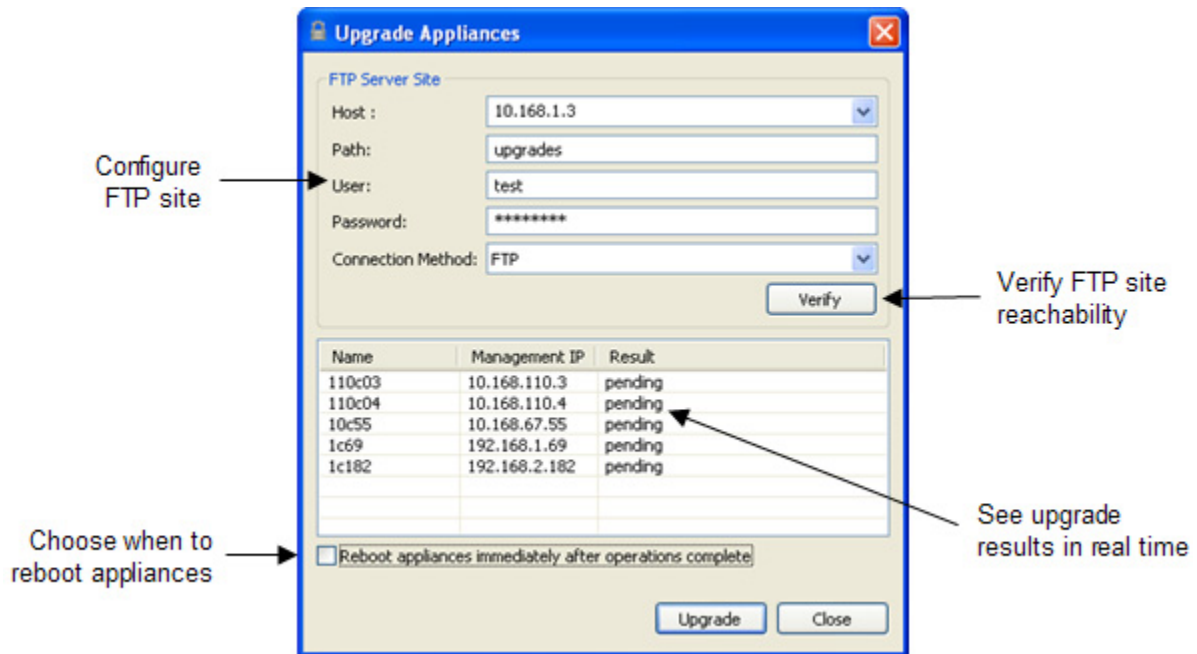 Upgrade Appliances
FTP Server Site
Host : 10.168.1.3
Path: upgrades
User: test
Password: ********
Connection Method: FTP
Verify
Configure
FTP site
Verify FTP site
reachability
Name Management IP Result
110c03 10.168.110.3 pending
110c04 10.168.110.4 pending
10c55 10.168.67.55 pending
1c69 192.168.1.69 pending
1c182 192.168.2.182 pending
See upgrade
results in real time
Choose when to
reboot appliances
Reboot appliances immediately after operations complete
Upgrade Close